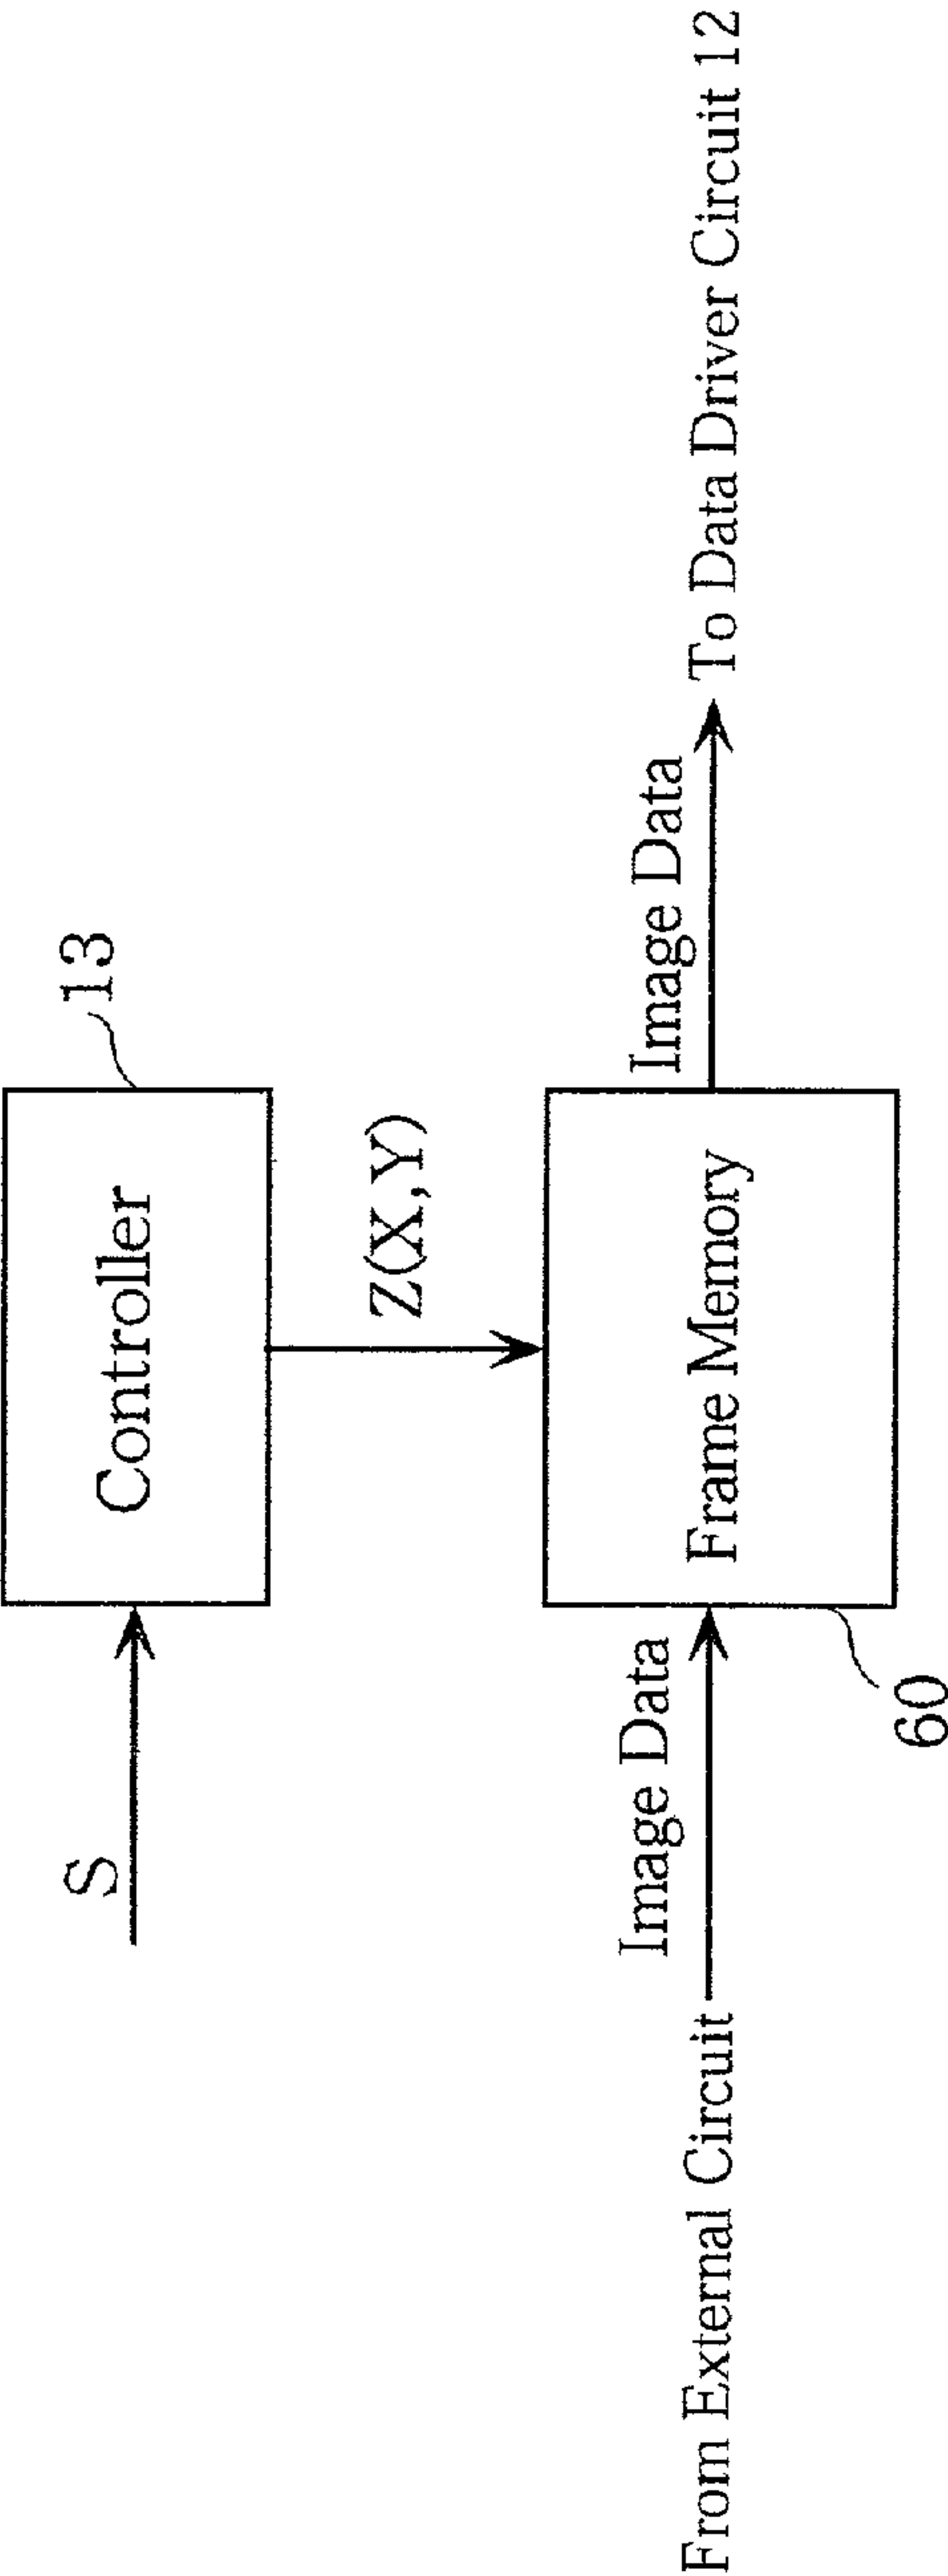 13
S
Controller
Z(X,Y)
From External Circuit
Image Data
Frame Memory
Image Data
To Data Driver Circuit 12
60